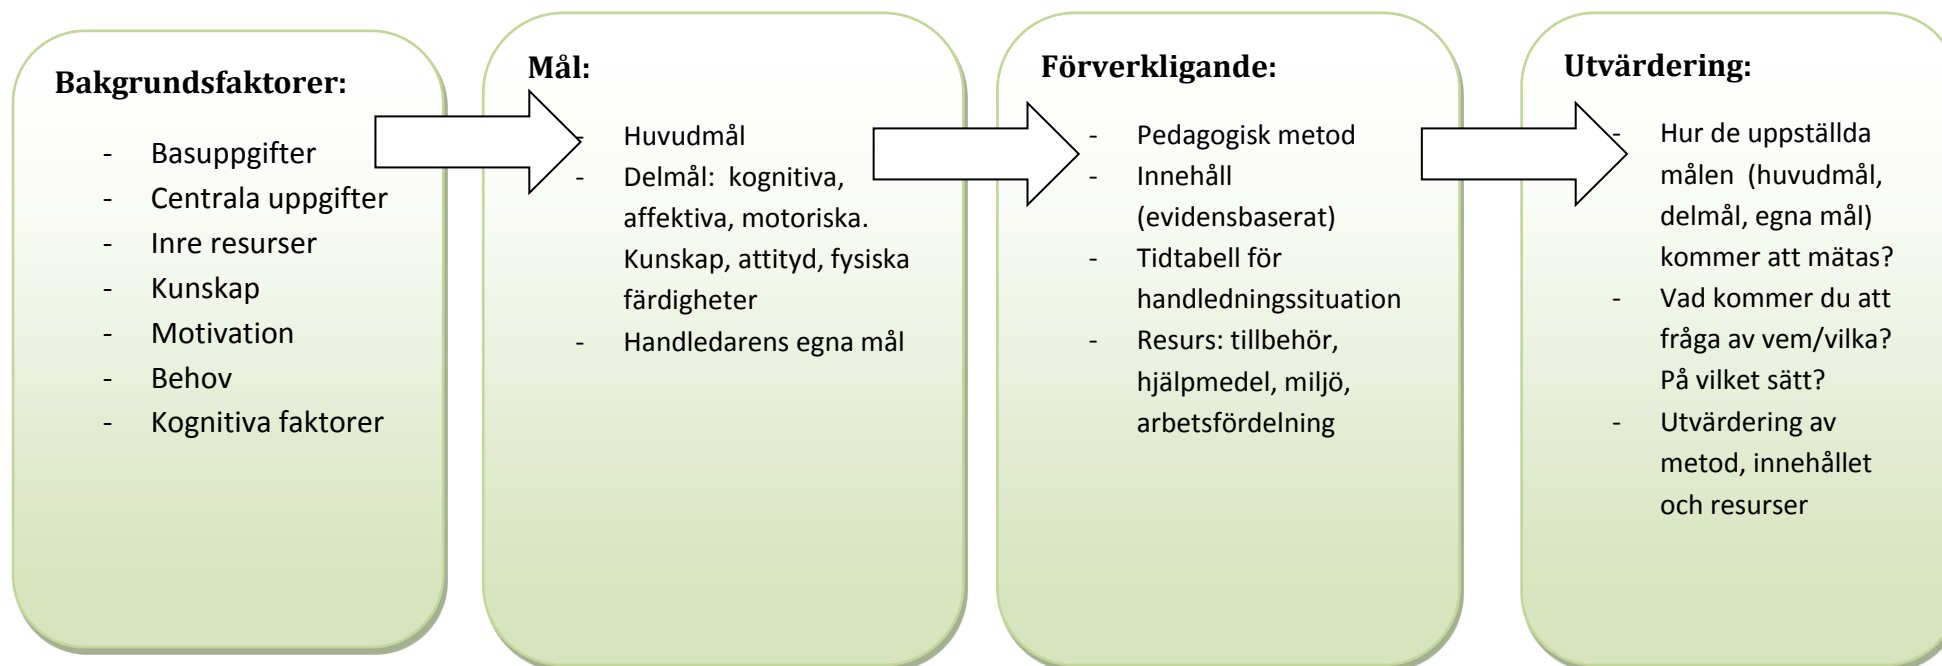 Bakgrundsfaktorer:
- Basuppgifter
- Centrala uppgifter
- Inre resurser
- Kunskap
- Motivation
- Behov
- Kognitiva faktorer
Mål:
- Huvudmål
- Delmål: kognitiva,
affektiva, motoriska.
Kunskap, attityd, fysiska
färdigheter
- Handledarens egna mål
Förverkligande:
- Pedagogisk metod
- Innehåll
(evidensbaserat)
- Tidtabell för
handledningssituation
- Resurs: tillbehör,
hjälpmedel, miljö,
arbetsfördelning
Utvärdering:
- Hur de uppställda
målen (huvudmål,
delmål, egna mål)
kommer att mätas?
- Vad kommer du att
fråga av vem/vilka?
På vilket sätt?
- Utvärdering av
metod, innehållet
och resurser